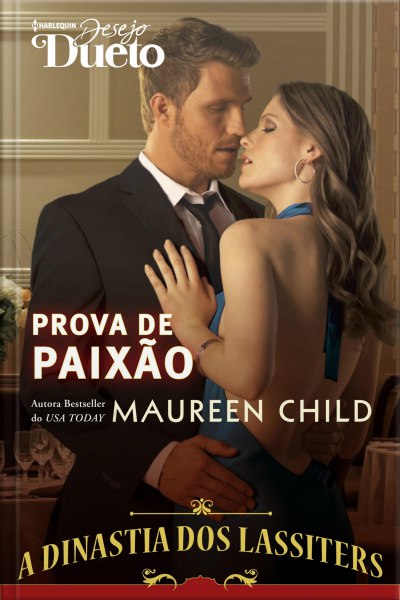 HARLEQUIN
Desejo
Dueto
PROVA DE
PAIXÃO
Autora Bestseller
do USA TODAY
MAUREEN CHILD
A DINASTIA DOS LASSITERS